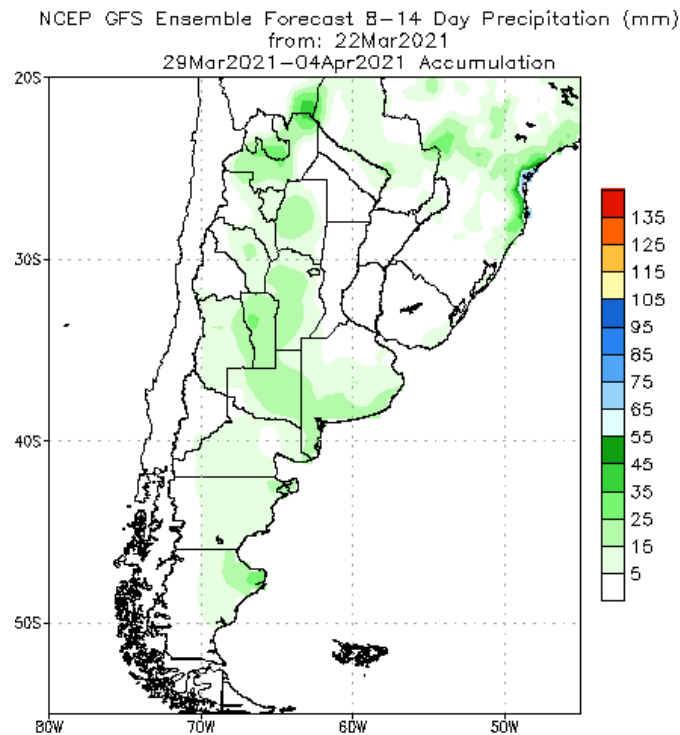 NCEP GFS Ensemble Forecast 8-14 Day Precipitation (mm)
from: 22Mar2021
29Mar2021-04Apr2021 Accumulation
20S
30S
40S
50S
80W
70W
60W
50W
135
125
115
105
95
85
75
65
55
45
35
25
15
5